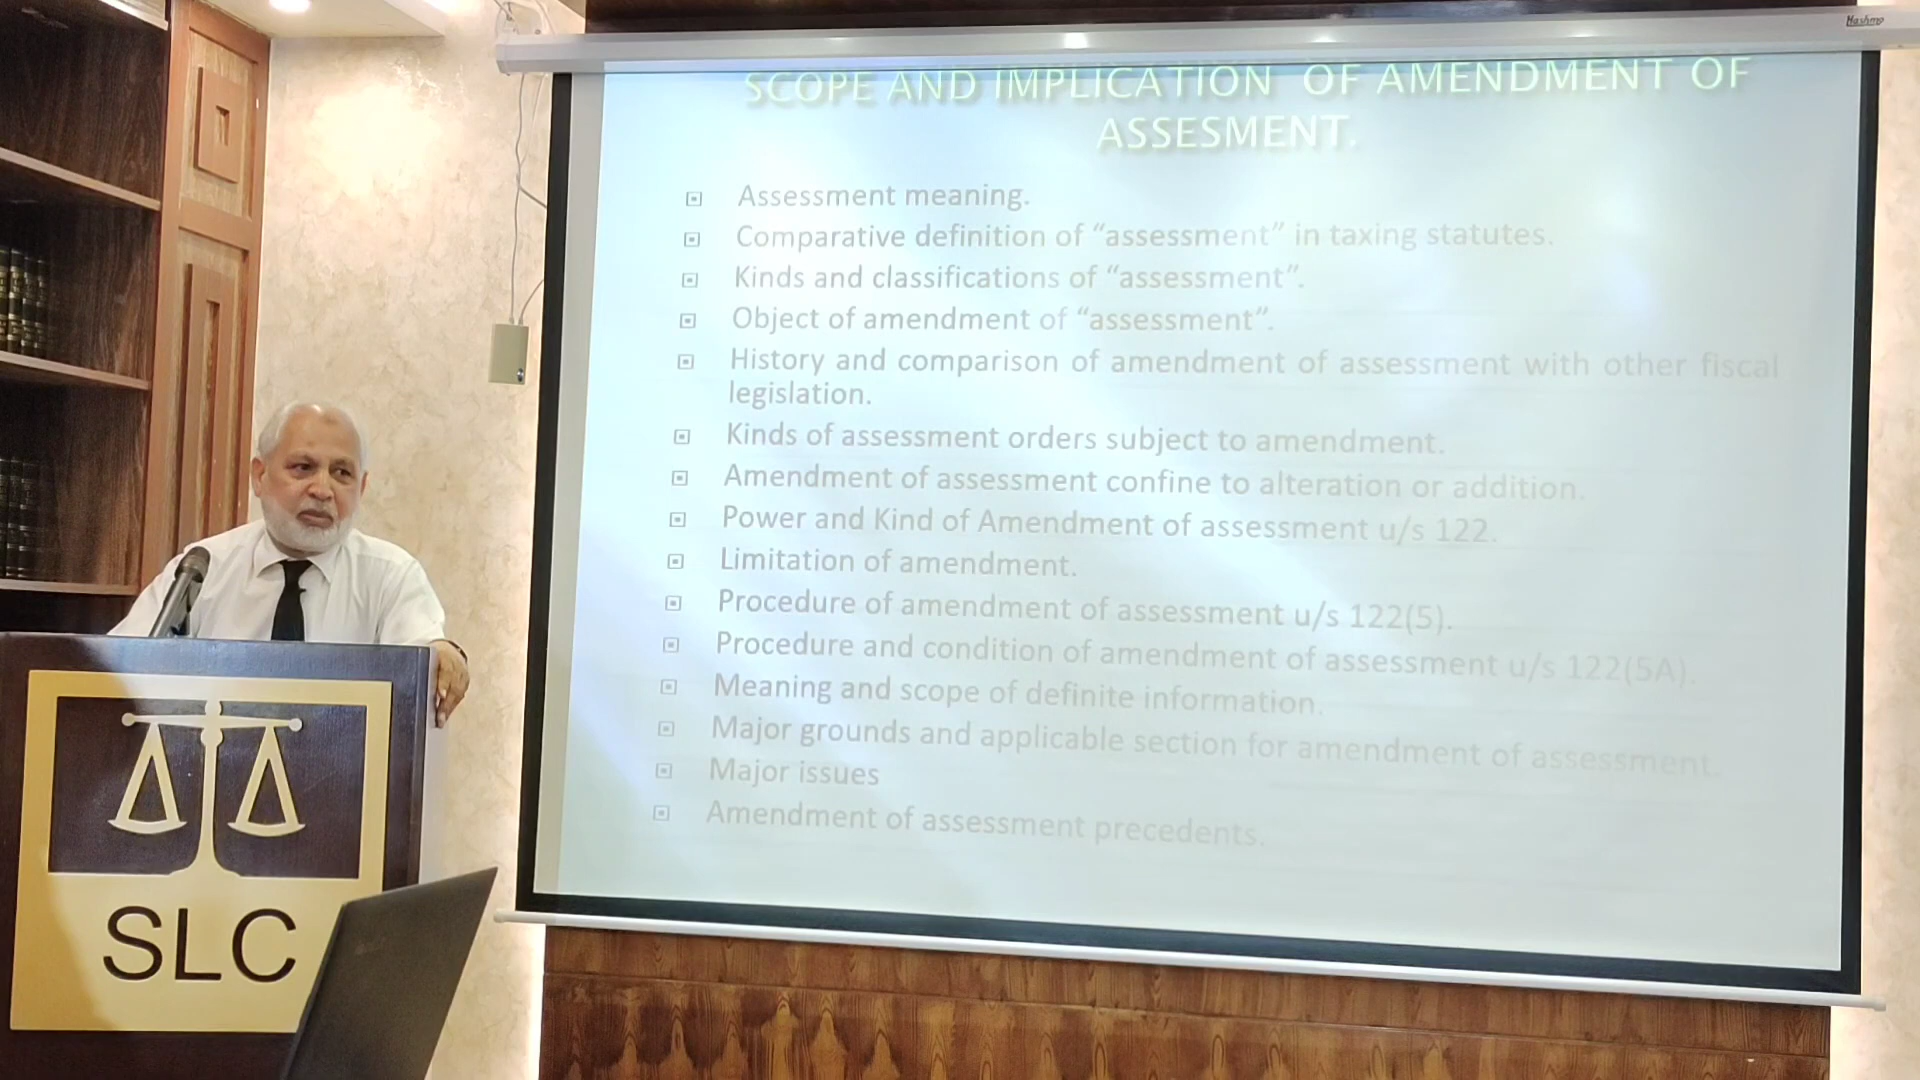 Hashmo
SCOPE AND IMPLICATION OF AMENDMENT OF
ASSESMENT.
Assessment meaning.
Comparative definition of “assessment” in taxing statutes.
Kinds and classifications of “assessment”.
Object of amendment of “assessment”.
History and comparison of amendment of assessment with other fiscal
legislation.
Kinds of assessment orders subject to amendment.
Amendment of assessment confine to alteration or addition.
Power and Kind of Amendment of assessment u/s 122.
Limitation of amendment.
Procedure of amendment of assessment u/s 122(5).
Procedure and condition of amendment of assessment u/s 122(5A).
Meaning and scope of definite information.
Major grounds and applicable section for amendment of assessment.
Major issues
Amendment of assessment precedents.
SLC